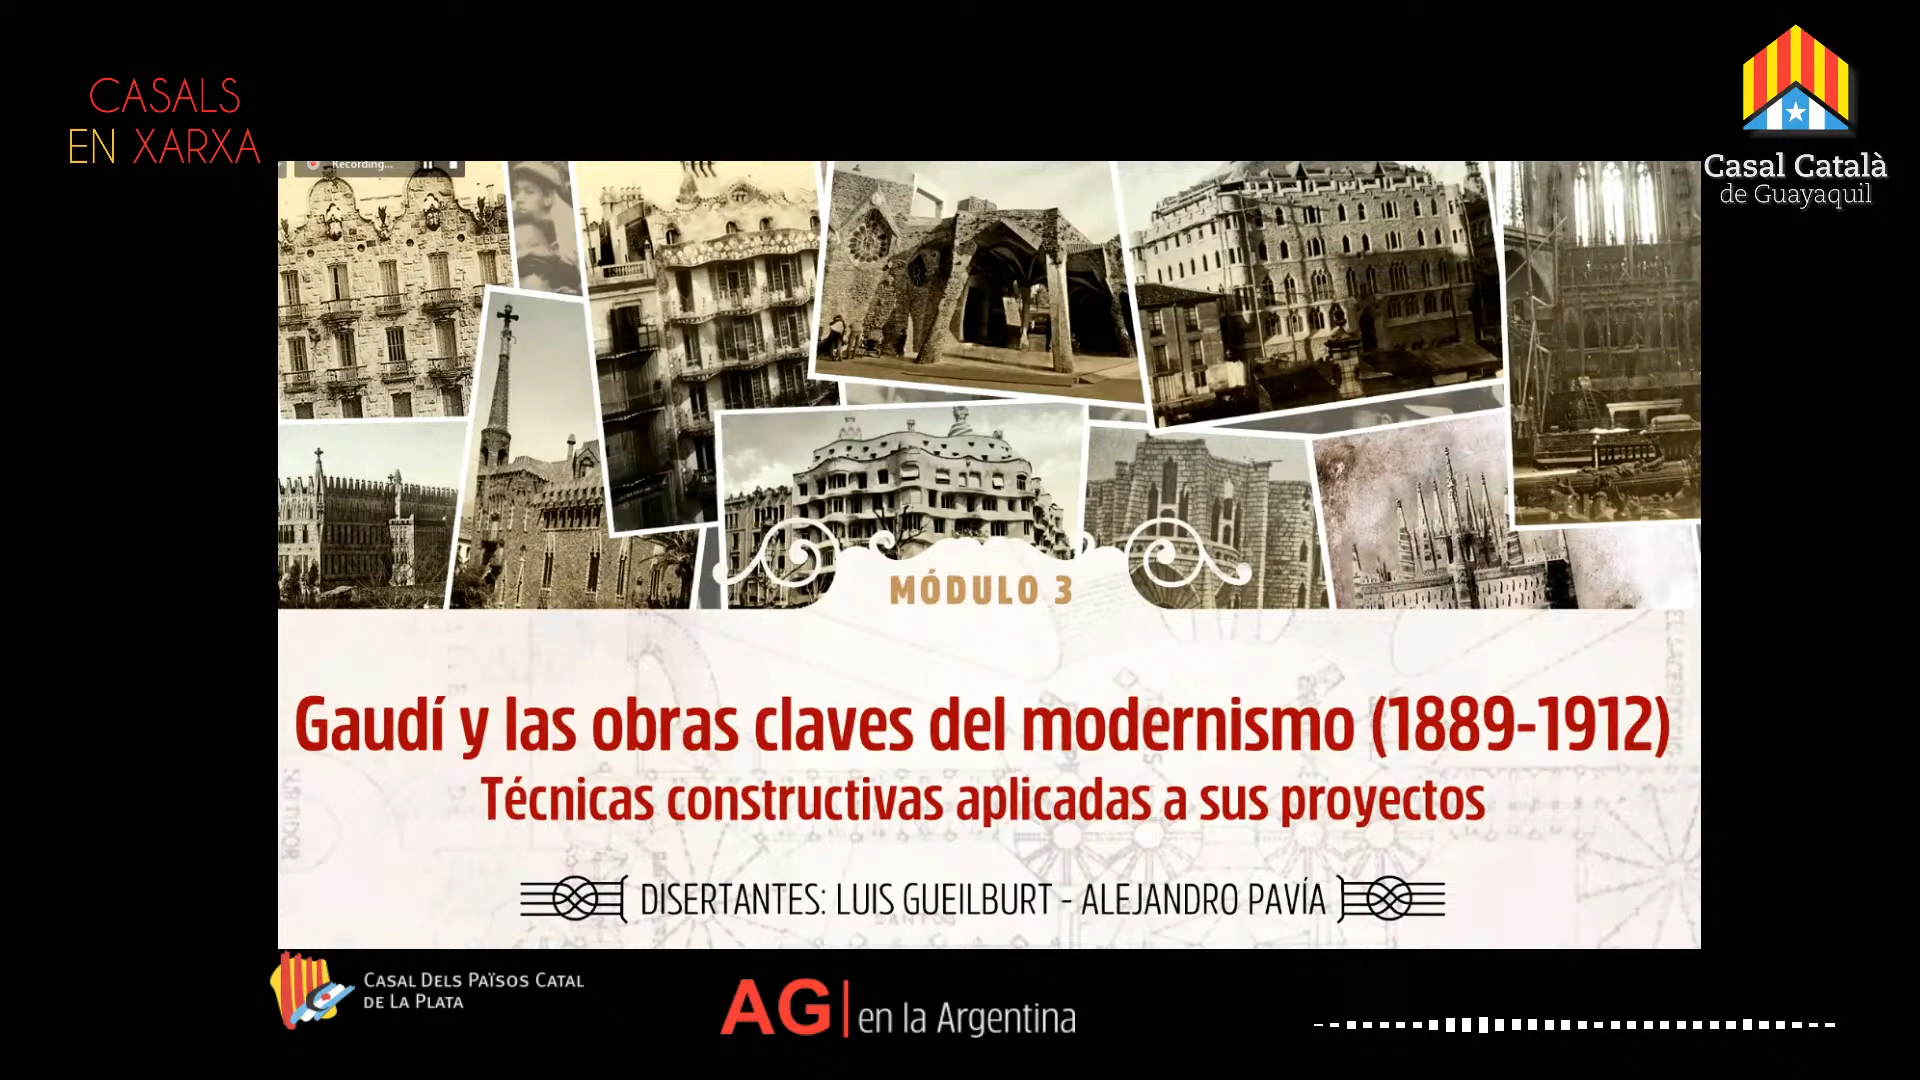 CASALS
EN XARXA
Casal Català
de Guayaquil
Recording...
MÓDULO 3
Gaudí y las obras claves del modernismo (1889-1912)
Técnicas constructivas aplicadas a sus proyectos
DISERTANTES: LUIS GUEILBURT - ALEJANDRO PAVÍA
CASAL DELS PAÏSOS CATAL
DE LA PLATA
AG en la Argentina